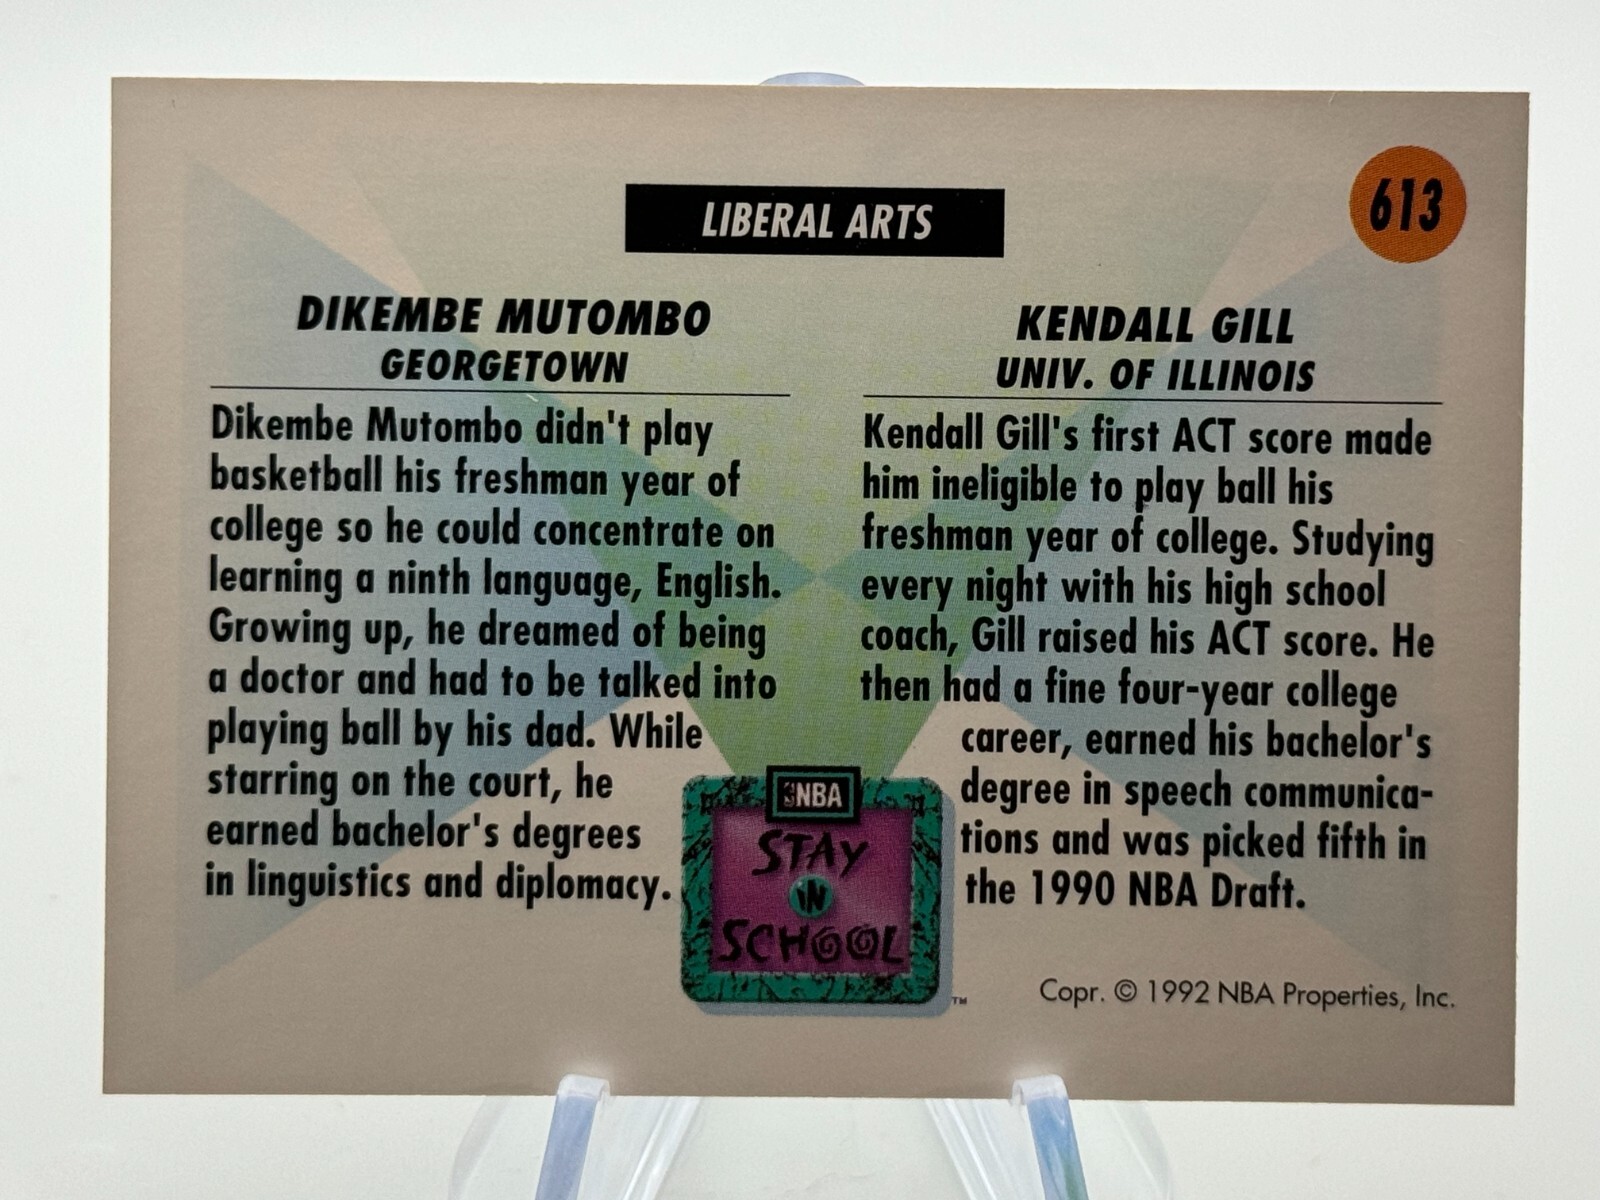 LIBERAL ARTS
613
DIKEMBE MUTOMBO
GEORGETOWN
Dikembe Mutombo didn't play
basketball his freshman year of
college so he could concentrate on
learning a ninth language, English.
Growing up, he dreamed of being
a doctor and had to be talked into
playing ball by his dad. While
starring on the court, he
earned bachelor's degrees
in linguistics and diplomacy.
KENDALL GILL
UNIV. OF ILLINOIS
Kendall Gill's first ACT score made
him ineligible to play ball his
freshman year of college. Studying
every night with his high school
coach, Gill raised his ACT score. He
then had a fine four-year college
career, earned his bachelor's
degree in speech communica-
tions and was picked fifth in
the 1990 NBA Draft.
NBA
STAY
IN
SCHOOL
TM
Copr. © 1992 NBA Properties, Inc.